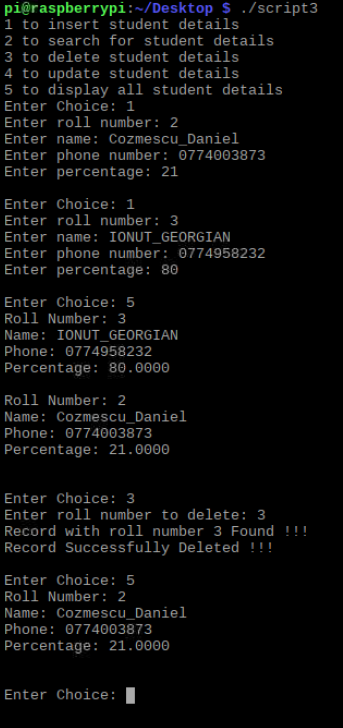 pi@raspberrypi:~/Desktop $ ./script3
1 to insert student details
2 to search for student details
3 to delete student details
4 to update student details
5 to display all student details
Enter Choice: 1
Enter roll number: 2
Enter name: Cozmescu_Daniel
Enter phone number: 0774003873
Enter percentage: 21
Enter Choice: 1
Enter roll number: 3
Enter name: IONUT_GEORGIAN
Enter phone number: 0774958232
Enter percentage: 80
Enter Choice: 5
Roll Number: 3
Name: IONUT_GEORGIAN
Phone: 0774958232
Percentage: 80.0000
Roll Number: 2
Name: Cozmescu_Daniel
Phone: 0774003873
Percentage: 21.0000
Enter Choice: 3
Enter roll number to delete: 3
Record with roll number 3 Found !!!
Record Successfully Deleted !!!
Enter Choice: 5
Roll Number: 2
Name: Cozmescu_Daniel
Phone: 0774003873
Percentage: 21.0000
Enter Choice: